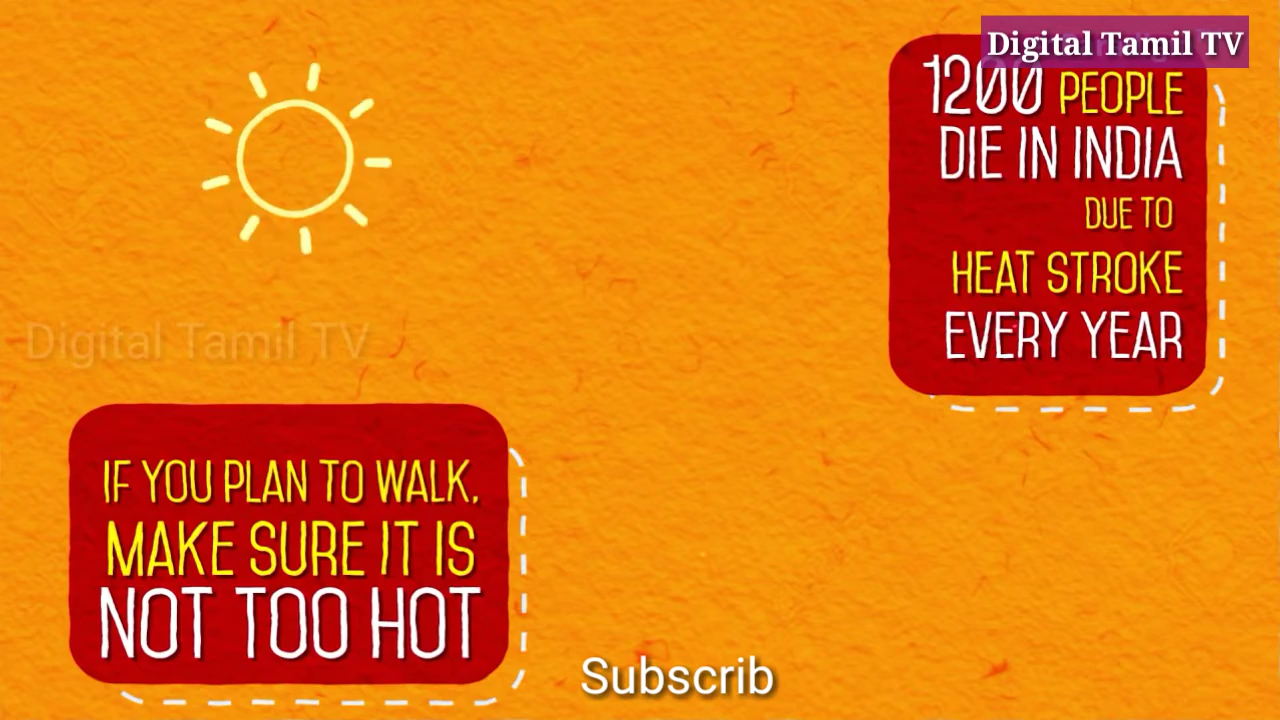 Digital Tamil TV
1200 PEOPLE
DIE IN INDIA
DUE TO
HEAT STROKE
EVERY YEAR
Digital Tamil TV
IF YOU PLAN TO WALK,
MAKE SURE IT IS
NOT TOO HOT
Subscrib